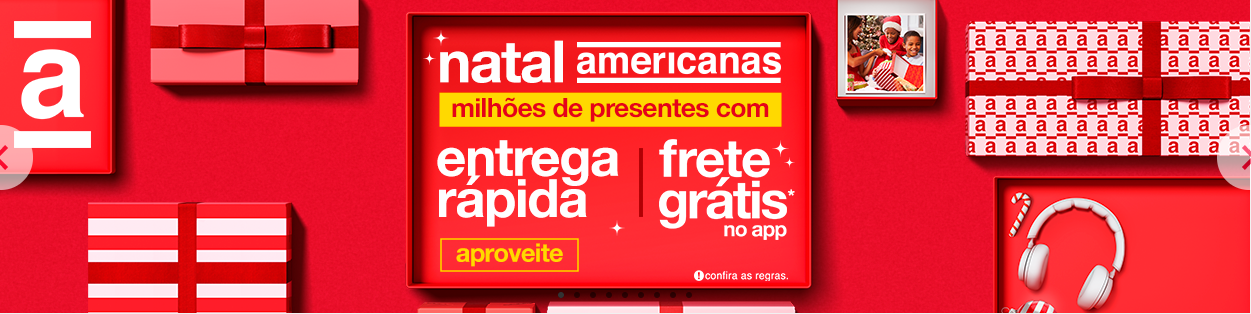 a
natal americanas
milhões de presentes com
entrega
rápida
frete
grátis*
no app
aproveite
!confira as regras.